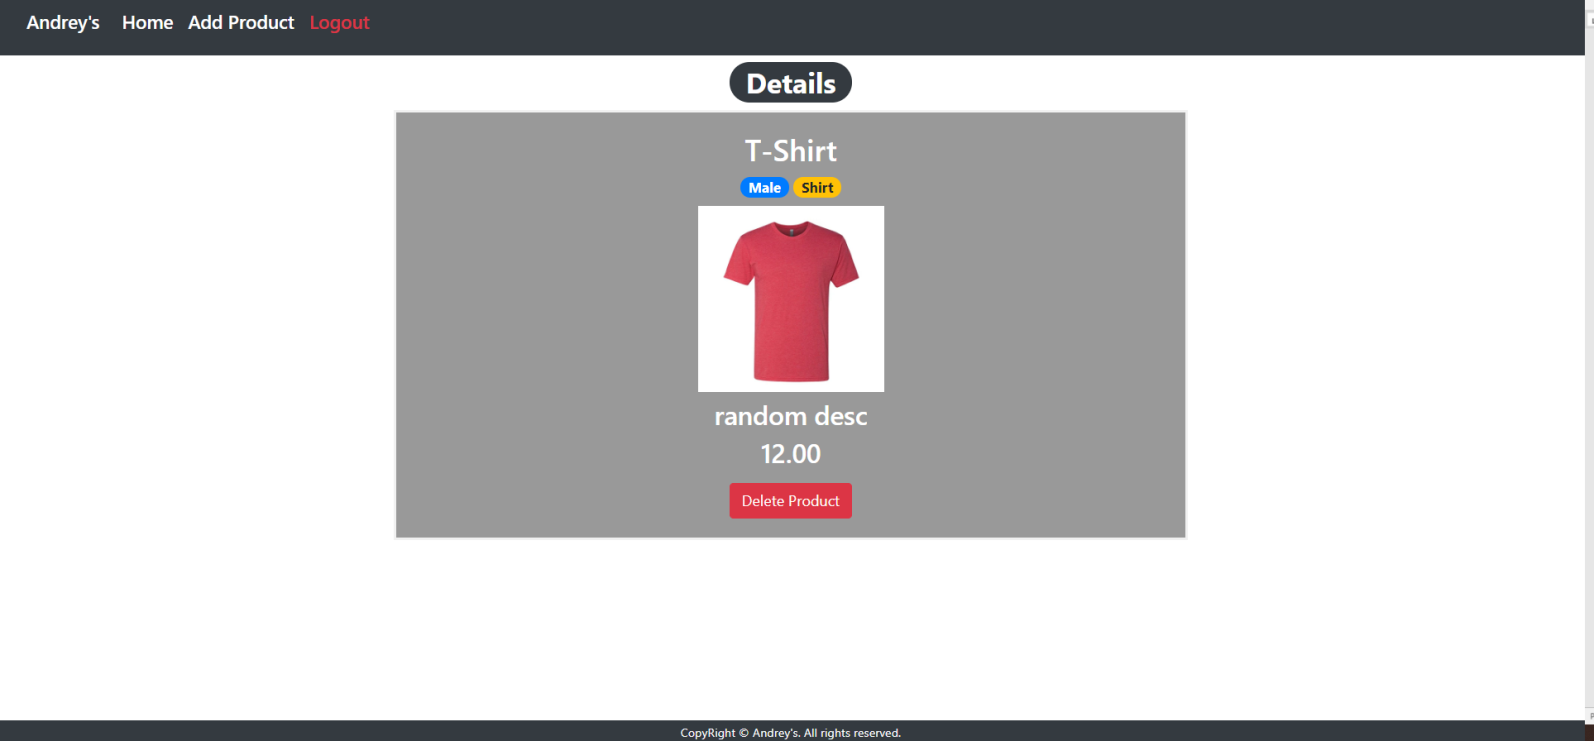 Andrey's Home Add Product Logout
Details
T-Shirt
Male Shirt
random desc
12.00
Delete Product
CopyRight © Andrey's. All rights reserved.